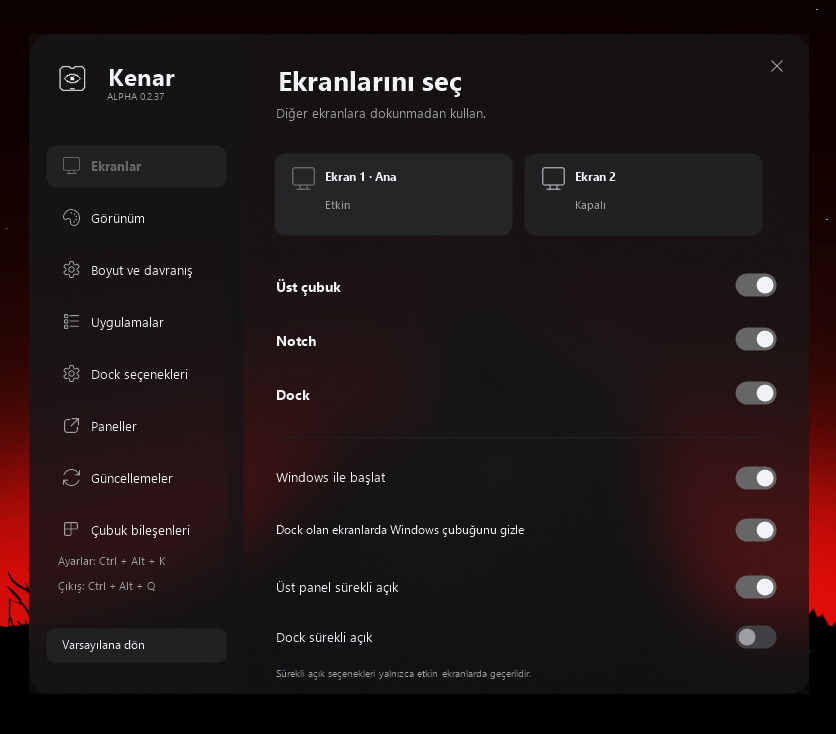 Kenar
ALPHA 0.2.37
Ekranlar
Görünüm
Boyut ve davranış
Uygulamalar
Dock seçenekleri
Paneller
Güncellemeler
Çubuk bileşenleri
Ayarlar: Ctrl + Alt + K
Çıkış: Ctrl + Alt + Q
Varsayılana dön
Ekranlarını seç
Diğer ekranlara dokunmadan kullan.
Ekran 1 · Ana
Etkin
Ekran 2
Kapalı
Üst çubuk
Notch
Dock
Windows ile başlat
Dock olan ekranlarda Windows çubuğunu gizle
Üst panel sürekli açık
Dock sürekli açık
Sürekli açık seçenekleri yalnızca etkin ekranlarda geçerlidir.